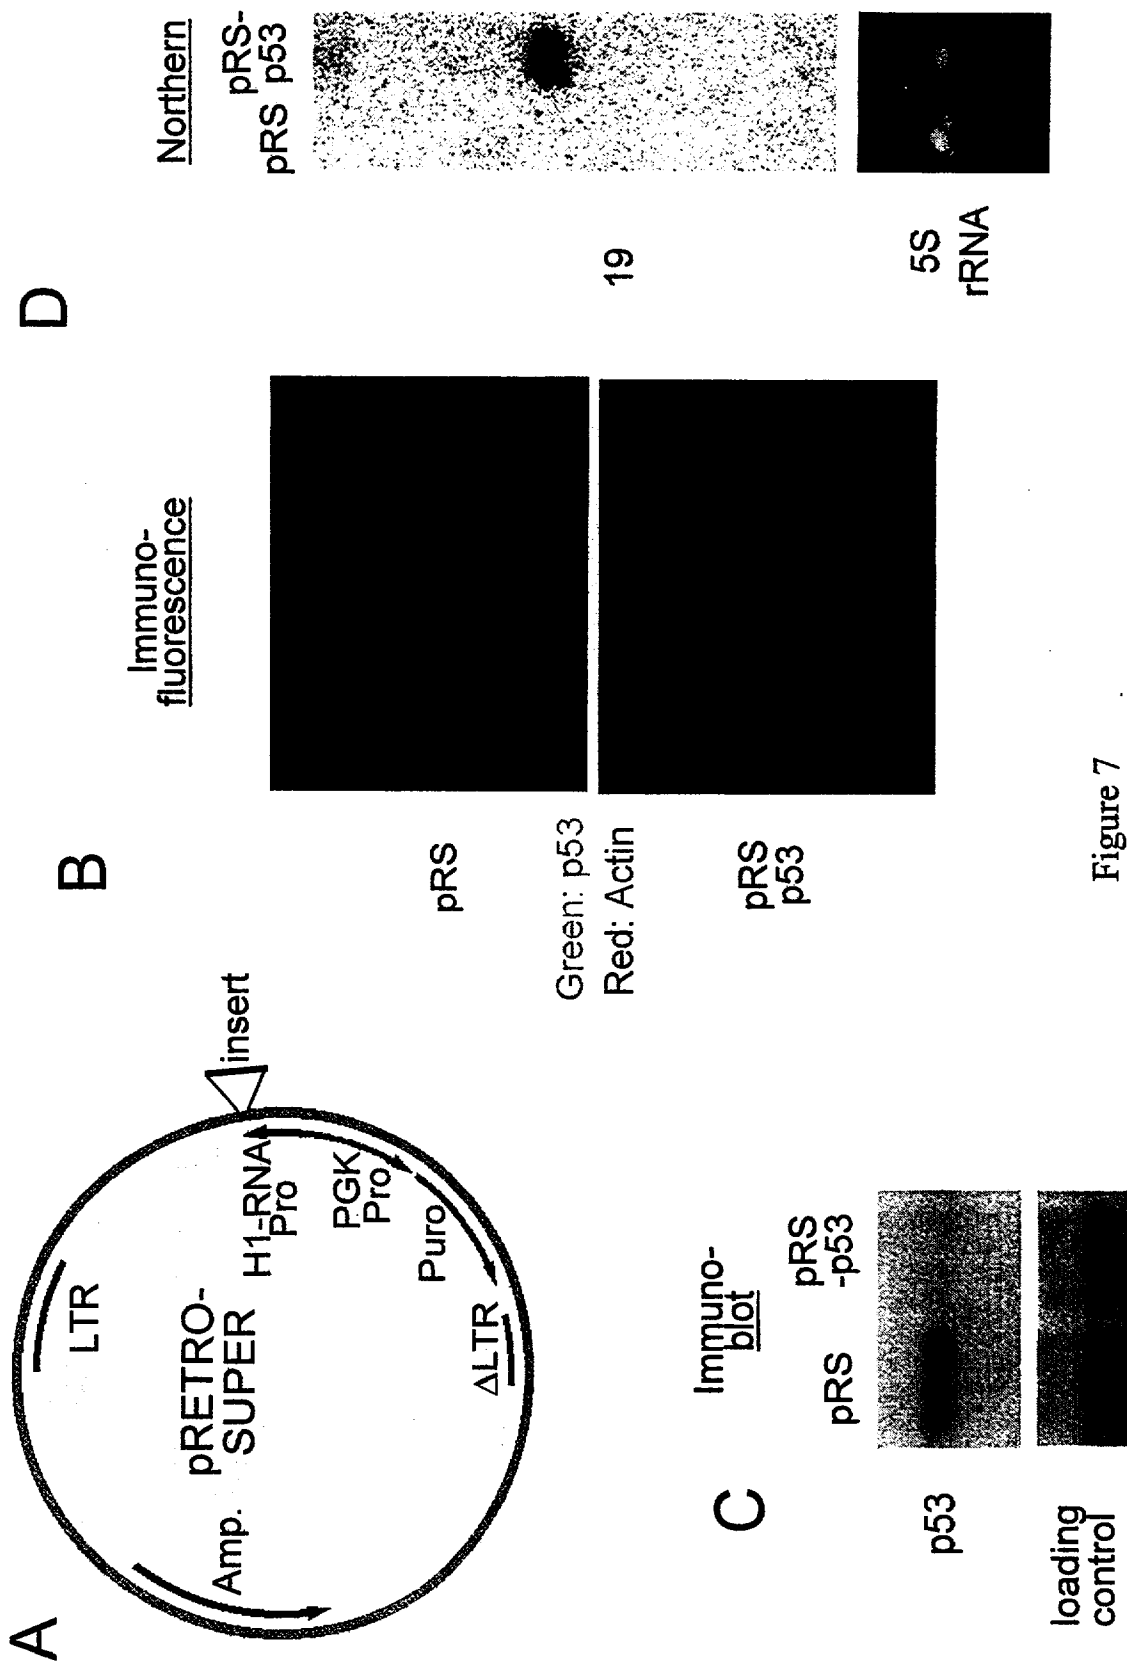 A
LTR
insert
H1-RNA
Pro
PGK
Pro
Puro
ΔLTR
pRETRO-
SUPER
Amp.
B
Immuno-
fluorescence
pRS
Green: p53
Red: Actin
pRS
p53
C
Immuno-
blot
pRS
pRS
-p53
p53
loading
control
D
Northern
pRS
pRS-
p53
19
5S
rRNA
Figure 7